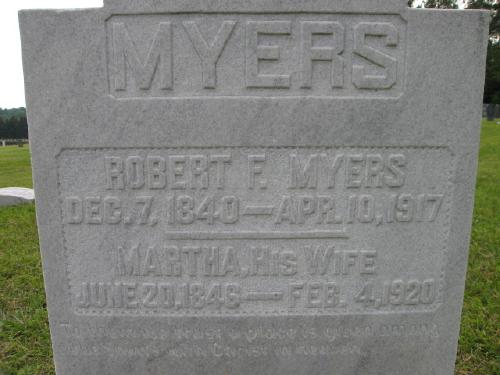 MYERS
ROBERT F. MYERS
DEC. 7, 1840 — APR. 10, 1917
MARTHA, HIS WIFE
JUNE 20, 1846 — FEB. 4, 1920